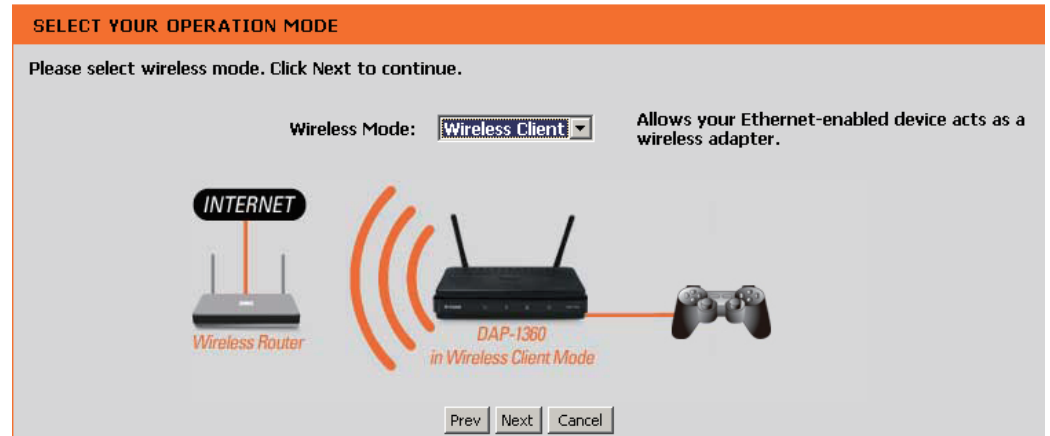 SELECT YOUR OPERATION MODE
Please select wireless mode. Click Next to continue.
Wireless Mode: Wireless Client
Allows your Ethernet-enabled device acts as a
wireless adapter.
INTERNET
Wireless Router
DAP-1360
in Wireless Client Mode
Prev Next Cancel